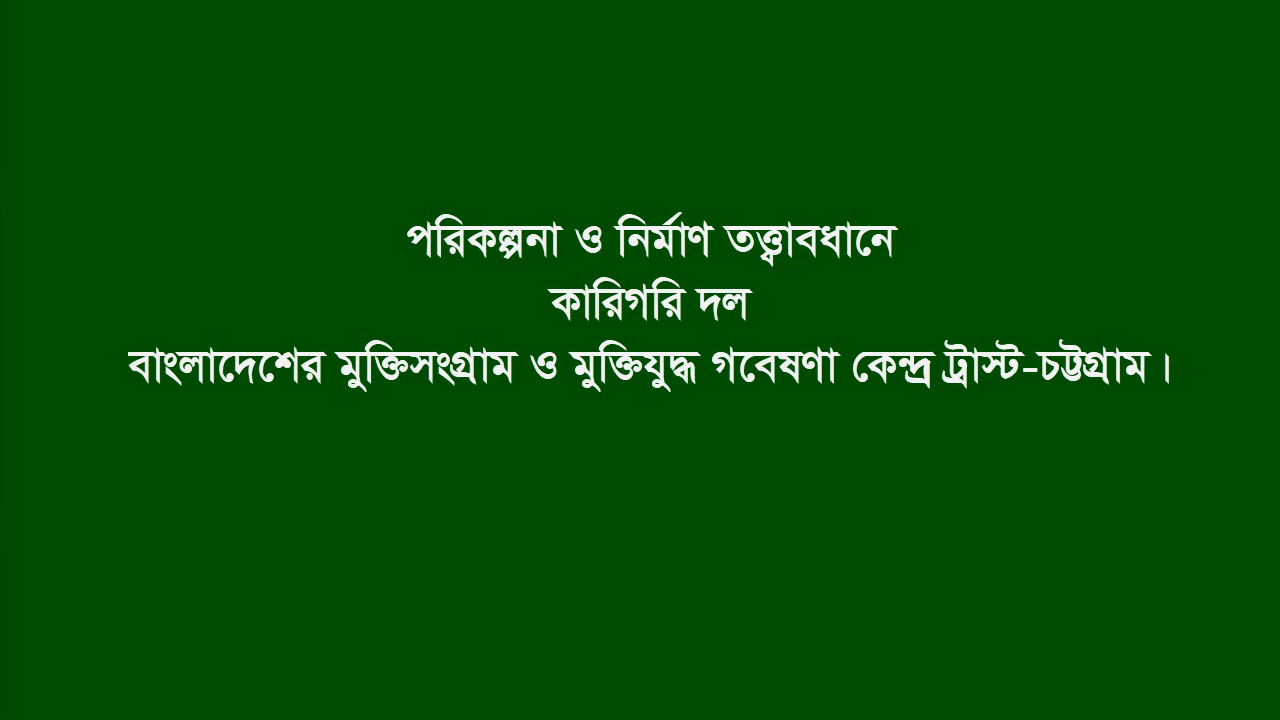 পরিকল্পনা ও নির্মাণ তত্ত্বাবধানে
কারিগরি দল
বাংলাদেশের মুক্তিসংগ্রাম ও মুক্তিযুদ্ধ গবেষণা কেন্দ্র ট্রাস্ট-চট্টগ্রাম।